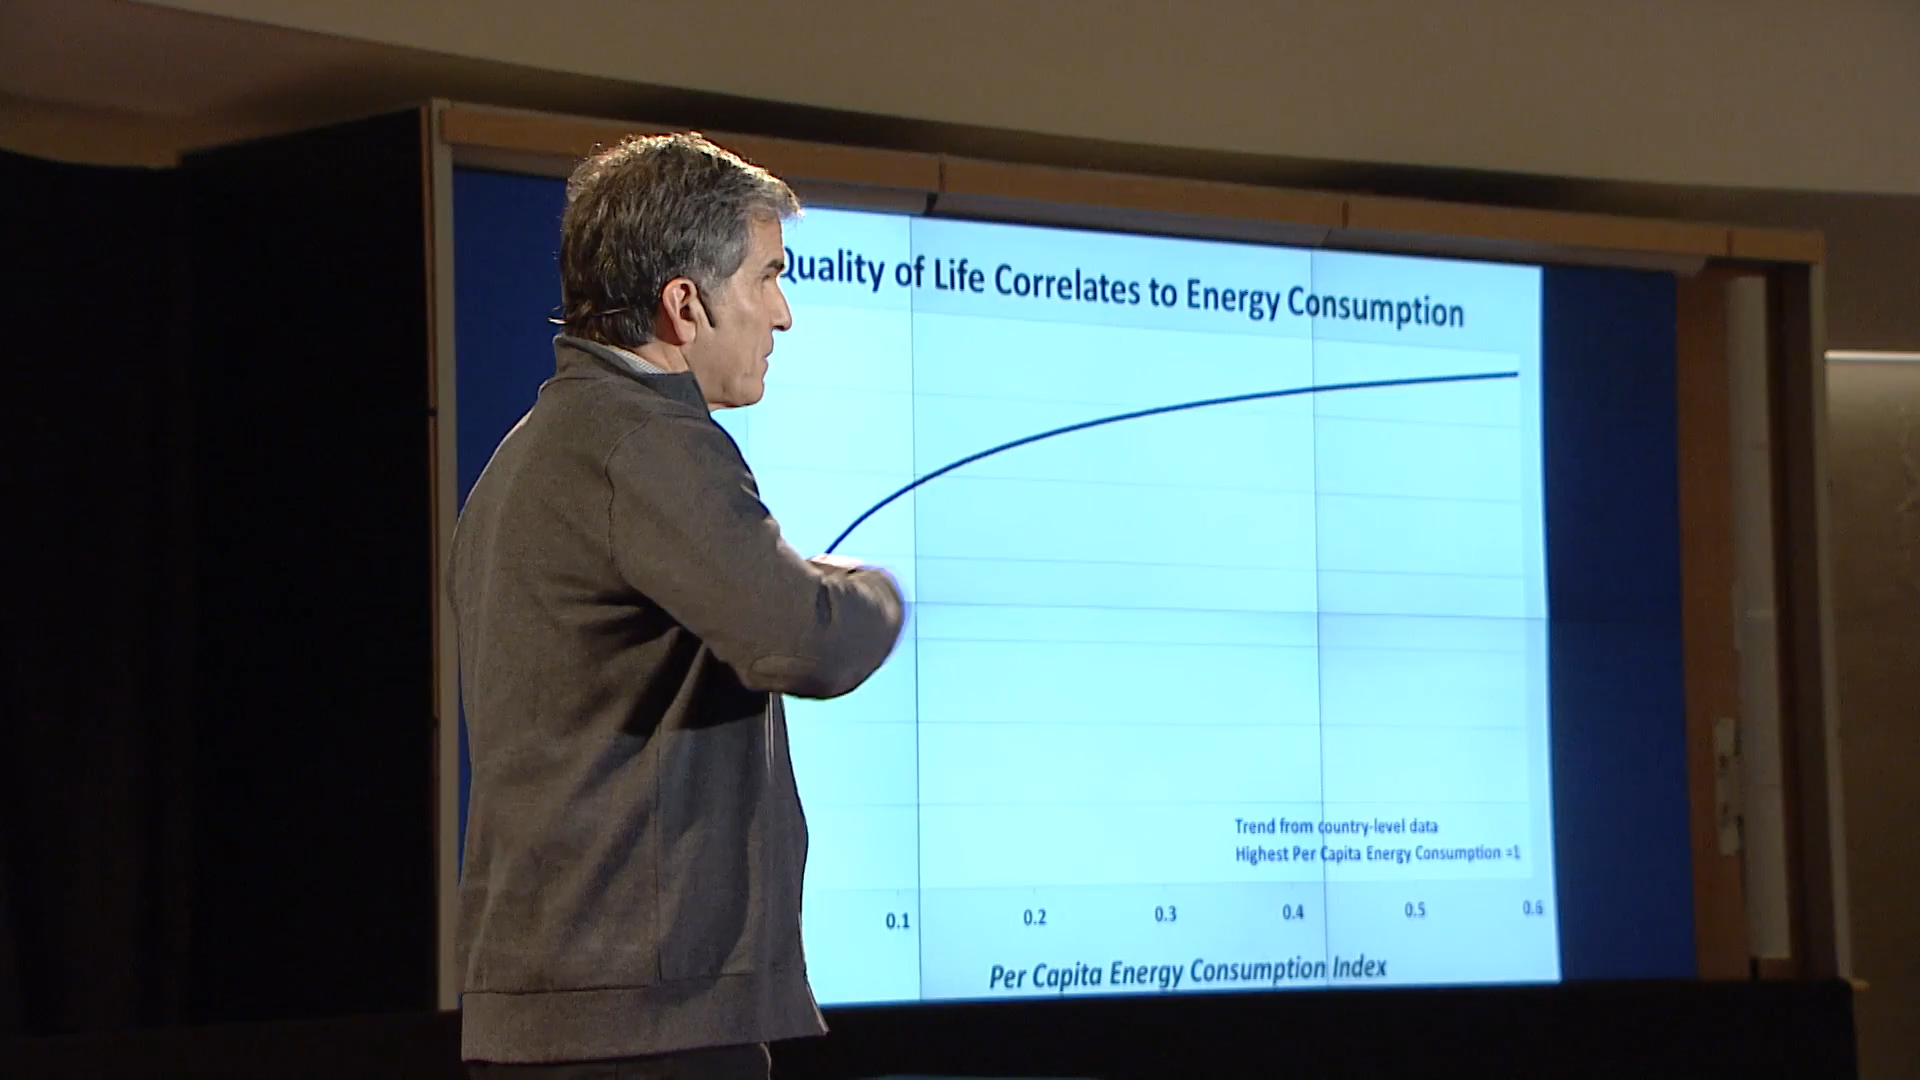 Quality of Life Correlates to Energy Consumption
Trend from country-level data
Highest Per Capita Energy Consumption =1
0.1 0.2 0.3 0.4 0.5 0.6
Per Capita Energy Consumption Index